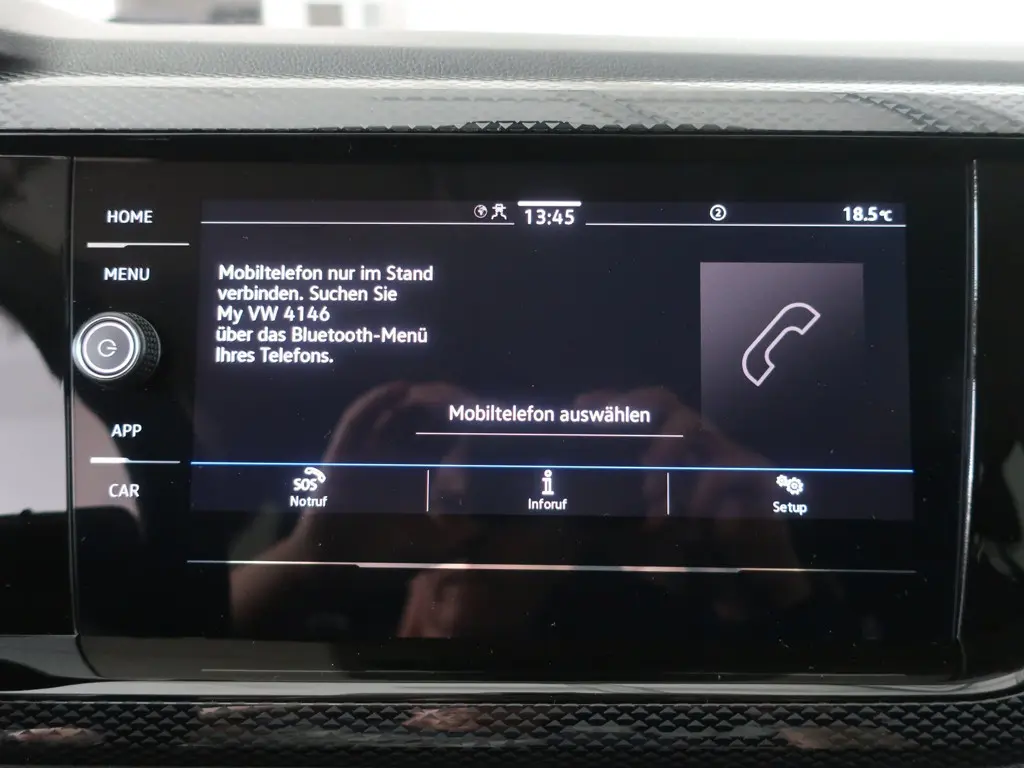 HOME
MENU
APP
CAR
13:45
2
18.5°C
Mobiltelefon nur im Stand
verbinden. Suchen Sie
My VW 4146
über das Bluetooth-Menü
Ihres Telefons.
Mobiltelefon auswählen
SOS
Notruf
i
Inforuf
Setup